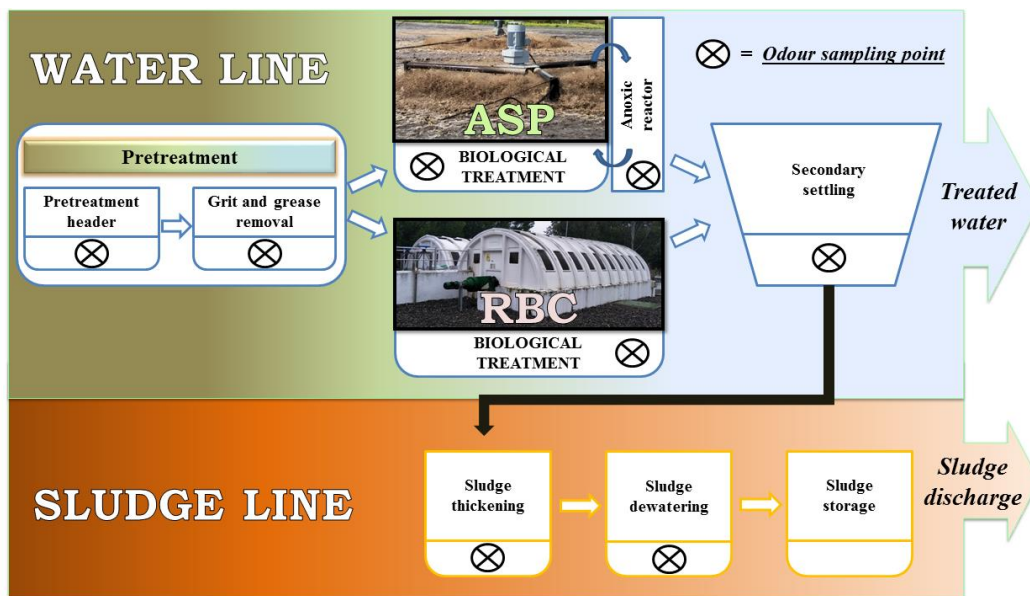 WATER LINE
= Odour sampling point
Pretreatment
Pretreatment
header
Grit and grease
removal
ASP
BIOLOGICAL
TREATMENT
Anoxic
reactor
RBC
BIOLOGICAL
TREATMENT
Secondary
settling
Treated
water
SLUDGE LINE
Sludge
thickening
Sludge
dewatering
Sludge
storage
Sludge
discharge